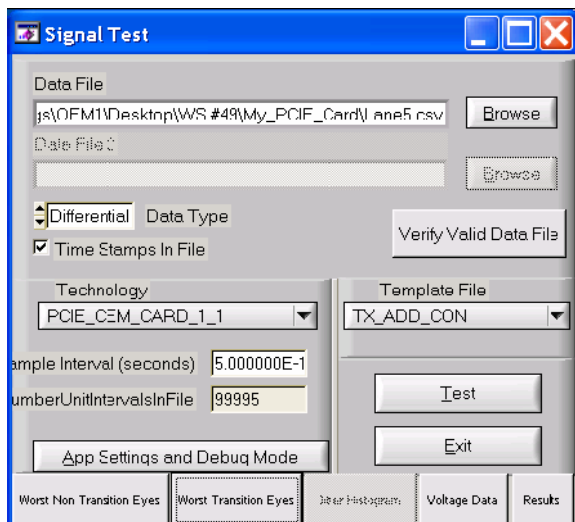 Signal Test
Data File
js\OEM1\Desktop\WS #49\My_PCIE_Card\Lane5.csv
Browse
Data File 2
Browse
Differential
Data Type
Time Stamps In File
Verify Valid Data File
Technology
Template File
PCIE_CEM_CARD_1_1
TX_ADD_CON
ample Interval (seconds)
5.000000E-1
umberUnitIntervalsInFile
99995
Test
App Settings and Debug Mode
Exit
Worst Non Transition Eyes
Worst Transition Eyes
Jitter Histogram
Voltage Data
Results